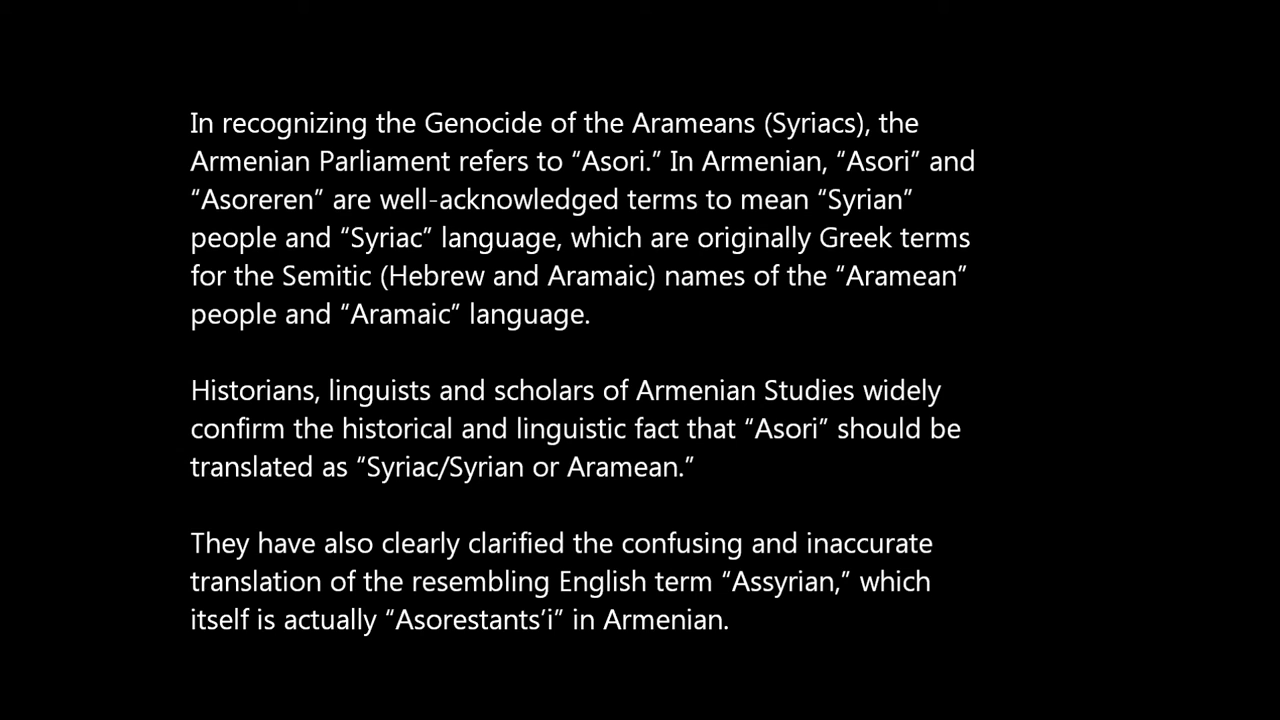 In recognizing the Genocide of the Arameans (Syriacs), the
Armenian Parliament refers to “Asori.” In Armenian, “Asori” and
“Asoreren” are well-acknowledged terms to mean “Syrian”
people and “Syriac” language, which are originally Greek terms
for the Semitic (Hebrew and Aramaic) names of the “Aramean”
people and “Aramaic” language.
Historians, linguists and scholars of Armenian Studies widely
confirm the historical and linguistic fact that “Asori” should be
translated as “Syriac/Syrian or Aramean.”
They have also clearly clarified the confusing and inaccurate
translation of the resembling English term “Assyrian,” which
itself is actually “Asorestants’i” in Armenian.